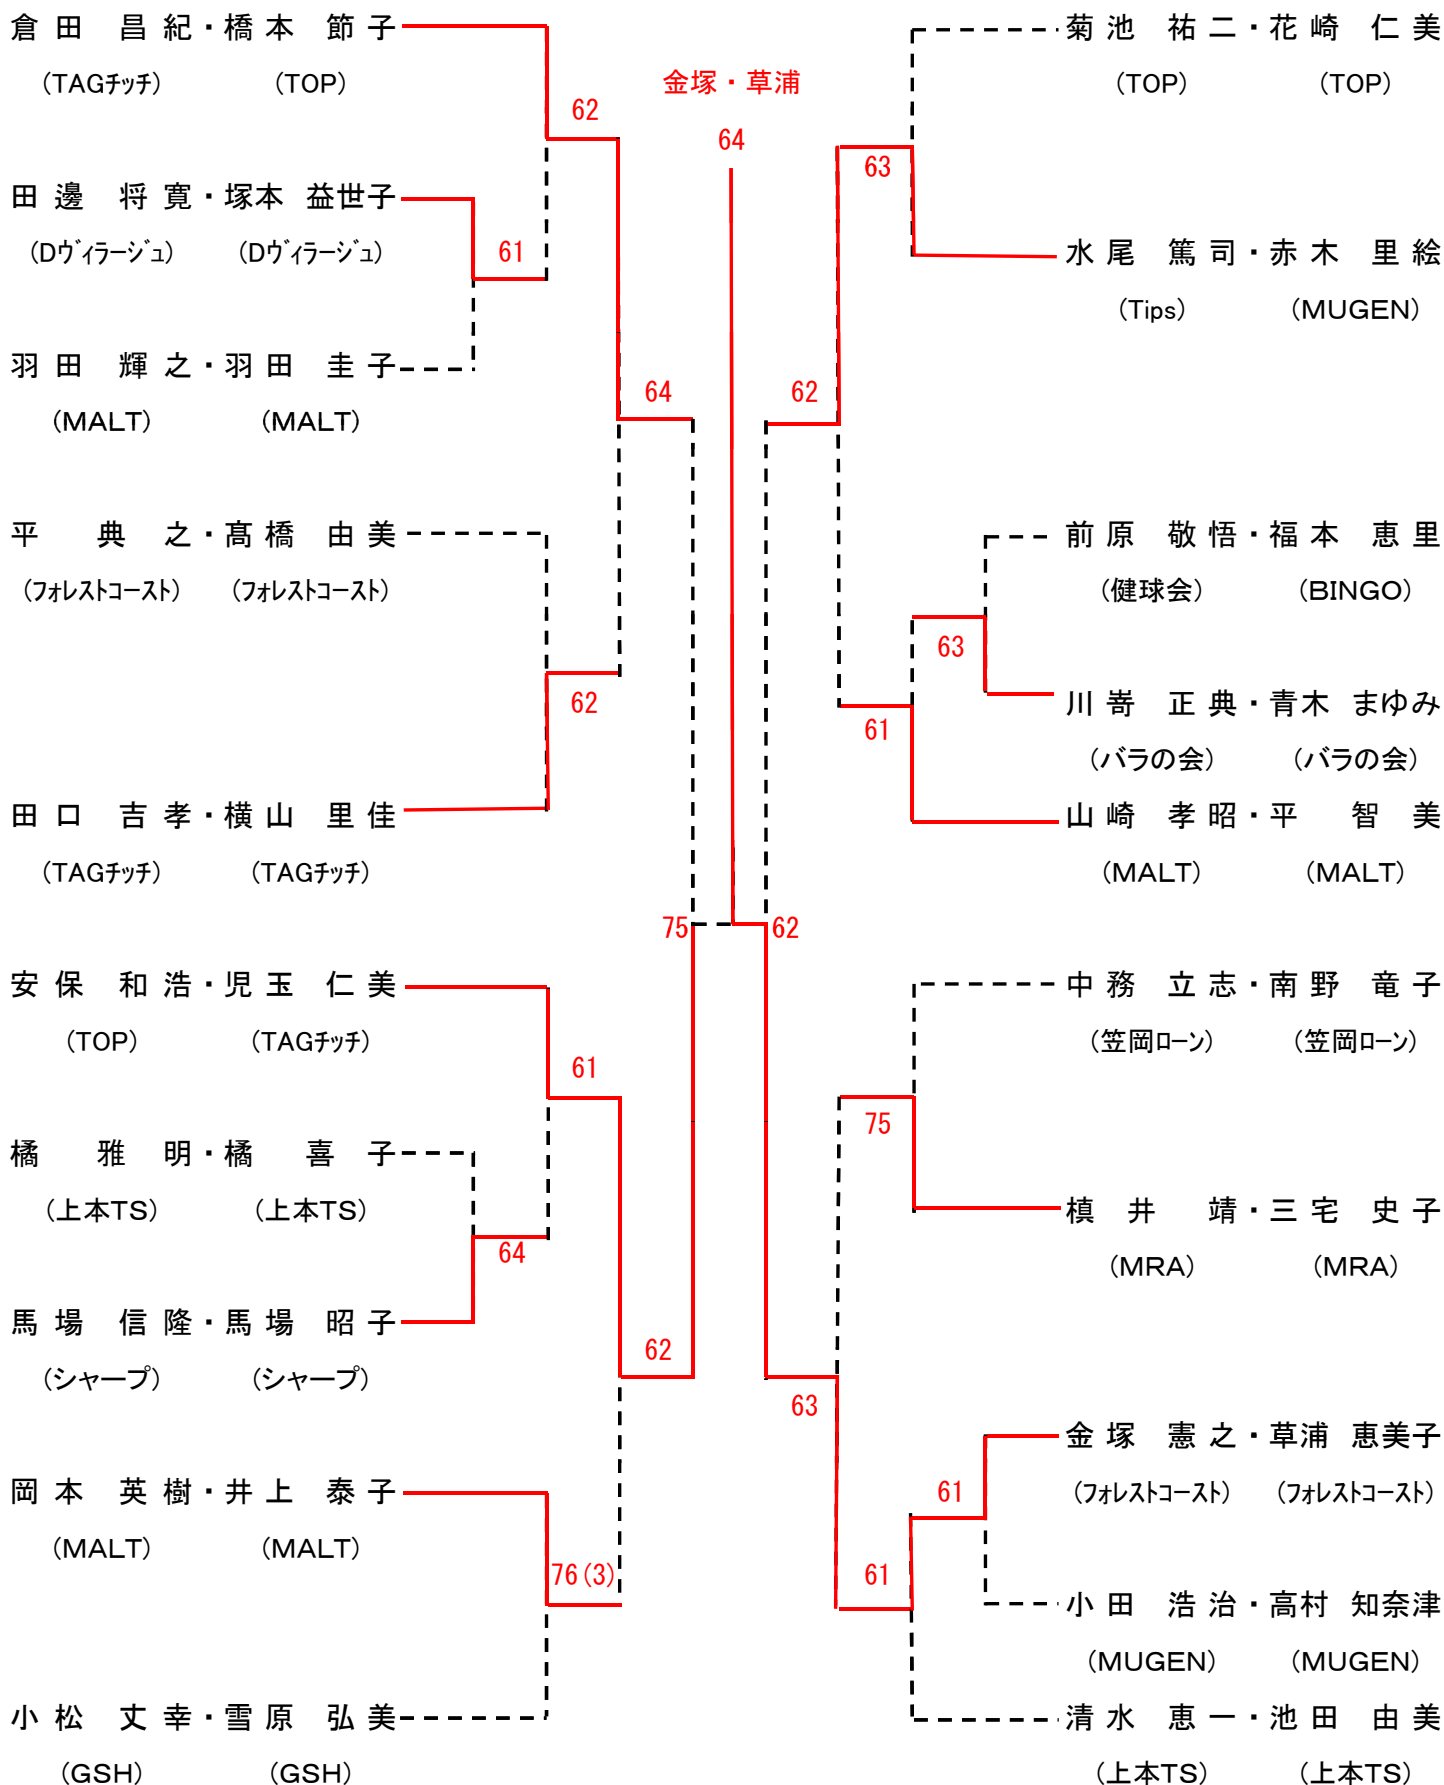 金塚・草浦
64
倉田 昌紀・橋本 節子
(TAGチッチ) (TOP)
62
田邊 将寛・塚本 益世子
(Dヴィラージュ) (Dヴィラージュ)
61
羽田 輝之・羽田 圭子
(MALT) (MALT)
64
平 典之・髙橋 由美
(フォレストコースト) (フォレストコースト)
62
田口 吉孝・横山 里佳
(TAGチッチ) (TAGチッチ)
75
安保 和浩・児玉 仁美
(TOP) (TAGチッチ)
61
橘 雅明・橘 喜子
(上本TS) (上本TS)
64
馬場 信隆・馬場 昭子
(シャープ) (シャープ)
62
岡本 英樹・井上 泰子
(MALT) (MALT)
76(3)
小松 丈幸・雪原 弘美
(GSH) (GSH)
菊池 祐二・花崎 仁美
(TOP) (TOP)
63
水尾 篤司・赤木 里絵
(Tips) (MUGEN)
62
前原 敬悟・福本 恵里
(健球会) (BINGO)
63
川嵜 正典・青木 まゆみ
(バラの会) (バラの会)
61
山崎 孝昭・平 智美
(MALT) (MALT)
62
中務 立志・南野 竜子
(笠岡ローン) (笠岡ローン)
75
槙井 靖・三宅 史子
(MRA) (MRA)
63
金塚 憲之・草浦 恵美子
(フォレストコースト) (フォレストコースト)
61
小田 浩治・高村 知奈津
(MUGEN) (MUGEN)
61
清水 恵一・池田 由美
(上本TS) (上本TS)